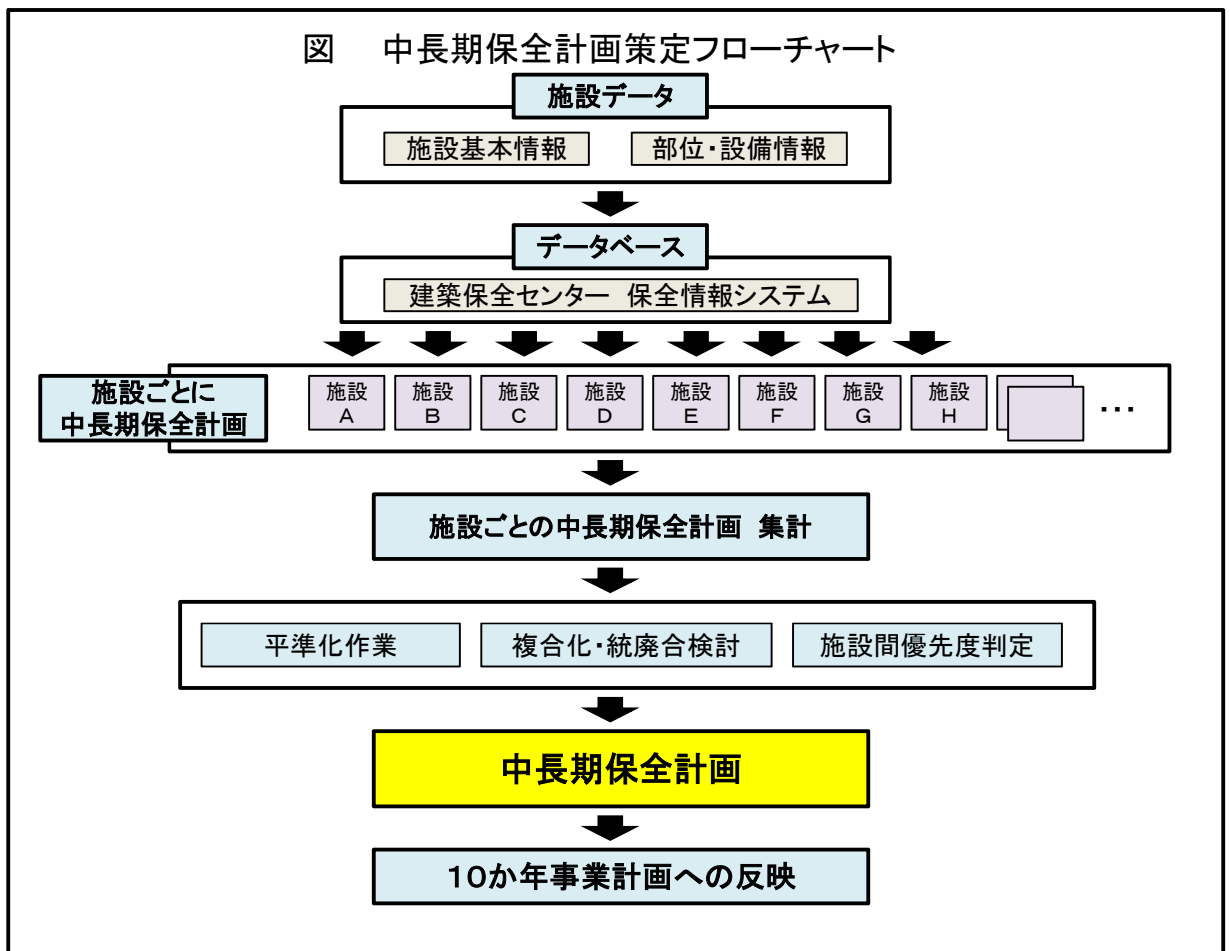 図　中長期保全計画策定フローチャート
施設データ
施設基本情報
部位・設備情報
データベース
建築保全センター　保全情報システム
施設ごとに
中長期保全計画
施設
A
施設
B
施設
C
施設
D
施設
E
施設
F
施設
G
施設
H
…
施設ごとの中長期保全計画　集計
平準化作業
複合化・統廃合検討
施設間優先度判定
中長期保全計画
10か年事業計画への反映